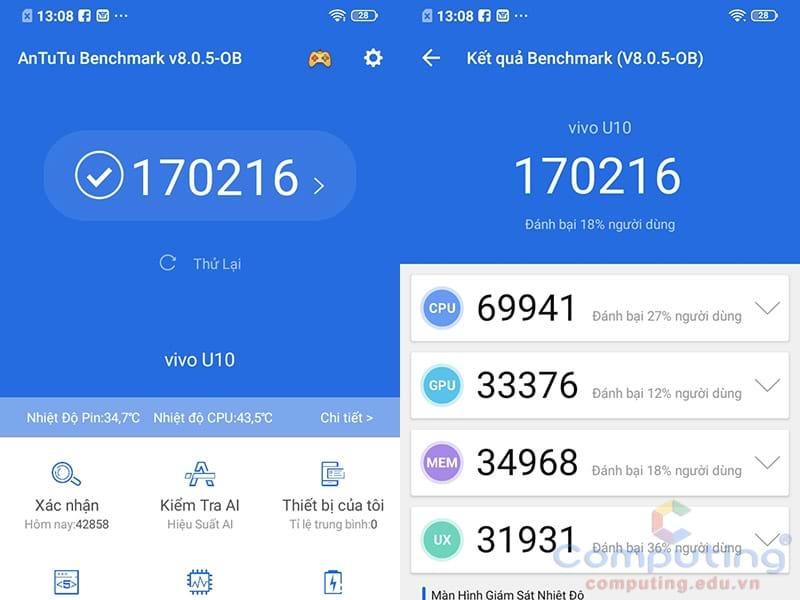 13:08
28
AnTuTu Benchmark v8.0.5-OB
170216
Thử Lại
vivo U10
Nhiệt Độ Pin:34,7℃ Nhiệt độ CPU:43,5℃ Chi tiết >
Xác nhận
Hôm nay:42858
Kiểm Tra AI
Hiệu Suất AI
Thiết bị của tôi
Tỉ lệ trung bình:0
13:08
28
Kết quả Benchmark (V8.0.5-OB)
vivo U10
170216
Đánh bại 18% người dùng
CPU 69941 Đánh bại 27% người dùng
GPU 33376 Đánh bại 12% người dùng
MEM 34968 Đánh bại 18% người dùng
UX 31931 Đánh bại 36% người dùng
Computing®
computing.edu.vn
Màn Hình Giám Sát Nhiệt Độ